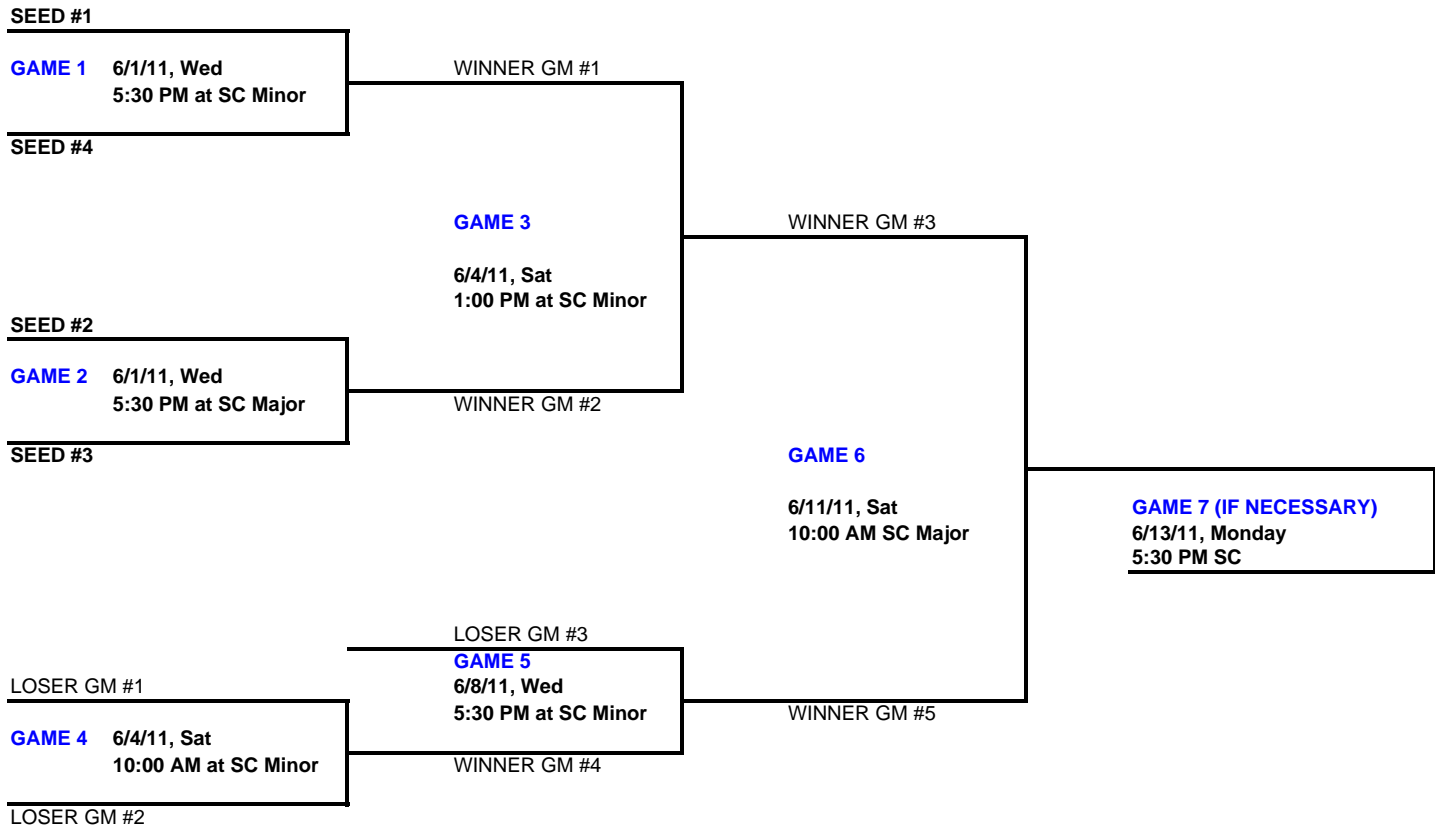 SEED #1
GAME 1 6/1/11, Wed
5:30 PM at SC Minor
WINNER GM #1
SEED #4
GAME 3
6/4/11, Sat
1:00 PM at SC Minor
WINNER GM #3
SEED #2
GAME 2 6/1/11, Wed
5:30 PM at SC Major
WINNER GM #2
SEED #3
GAME 6
6/11/11, Sat
10:00 AM SC Major
GAME 7 (IF NECESSARY)
6/13/11, Monday
5:30 PM SC
LOSER GM #3
GAME 5
6/8/11, Wed
5:30 PM at SC Minor
WINNER GM #5
LOSER GM #1
GAME 4 6/4/11, Sat
10:00 AM at SC Minor
WINNER GM #4
LOSER GM #2